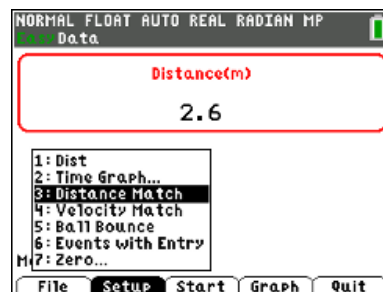 NORMAL FLOAT AUTO REAL RADIAN MP
EasyData
Distance(m)
2.6
1: Dist
2: Time Graph...
3: Distance Match
4: Velocity Match
5: Ball Bounce
6: Events with Entry
7: Zero...
File Setup Start Graph Quit